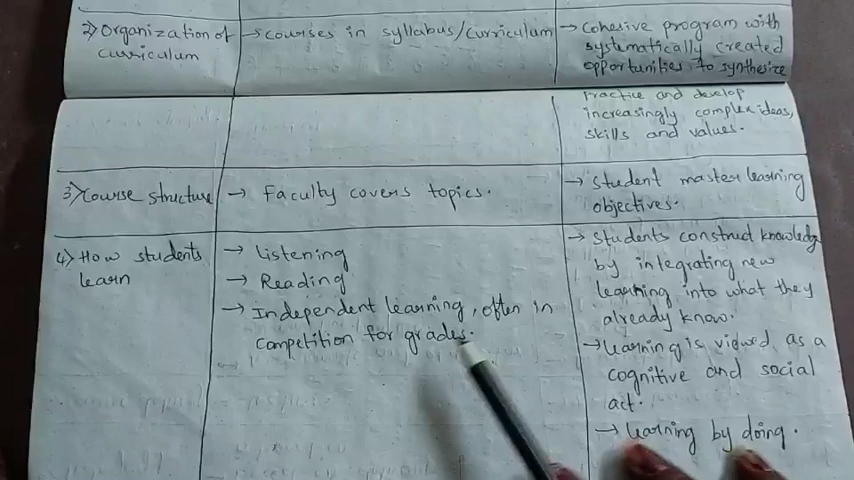 2) Organization of
curriculum
→ courses in syllabus/curriculum
→ Cohesive program with
systematically created
opportunities to synthesize
Practice and develop
increasingly complex ideas,
skills and values.
3) Course structure
→ Faculty covers topics.
→ student master learning
objectives.
4) How students
learn
→ Listening
→ Reading
→ Independent learning, often in
competition for grades.
→ Students construct knowledge
by integrating new
learning into what they
already know.
→ learning is viewed as a
cognitive and social
act.
→ learning by doing.